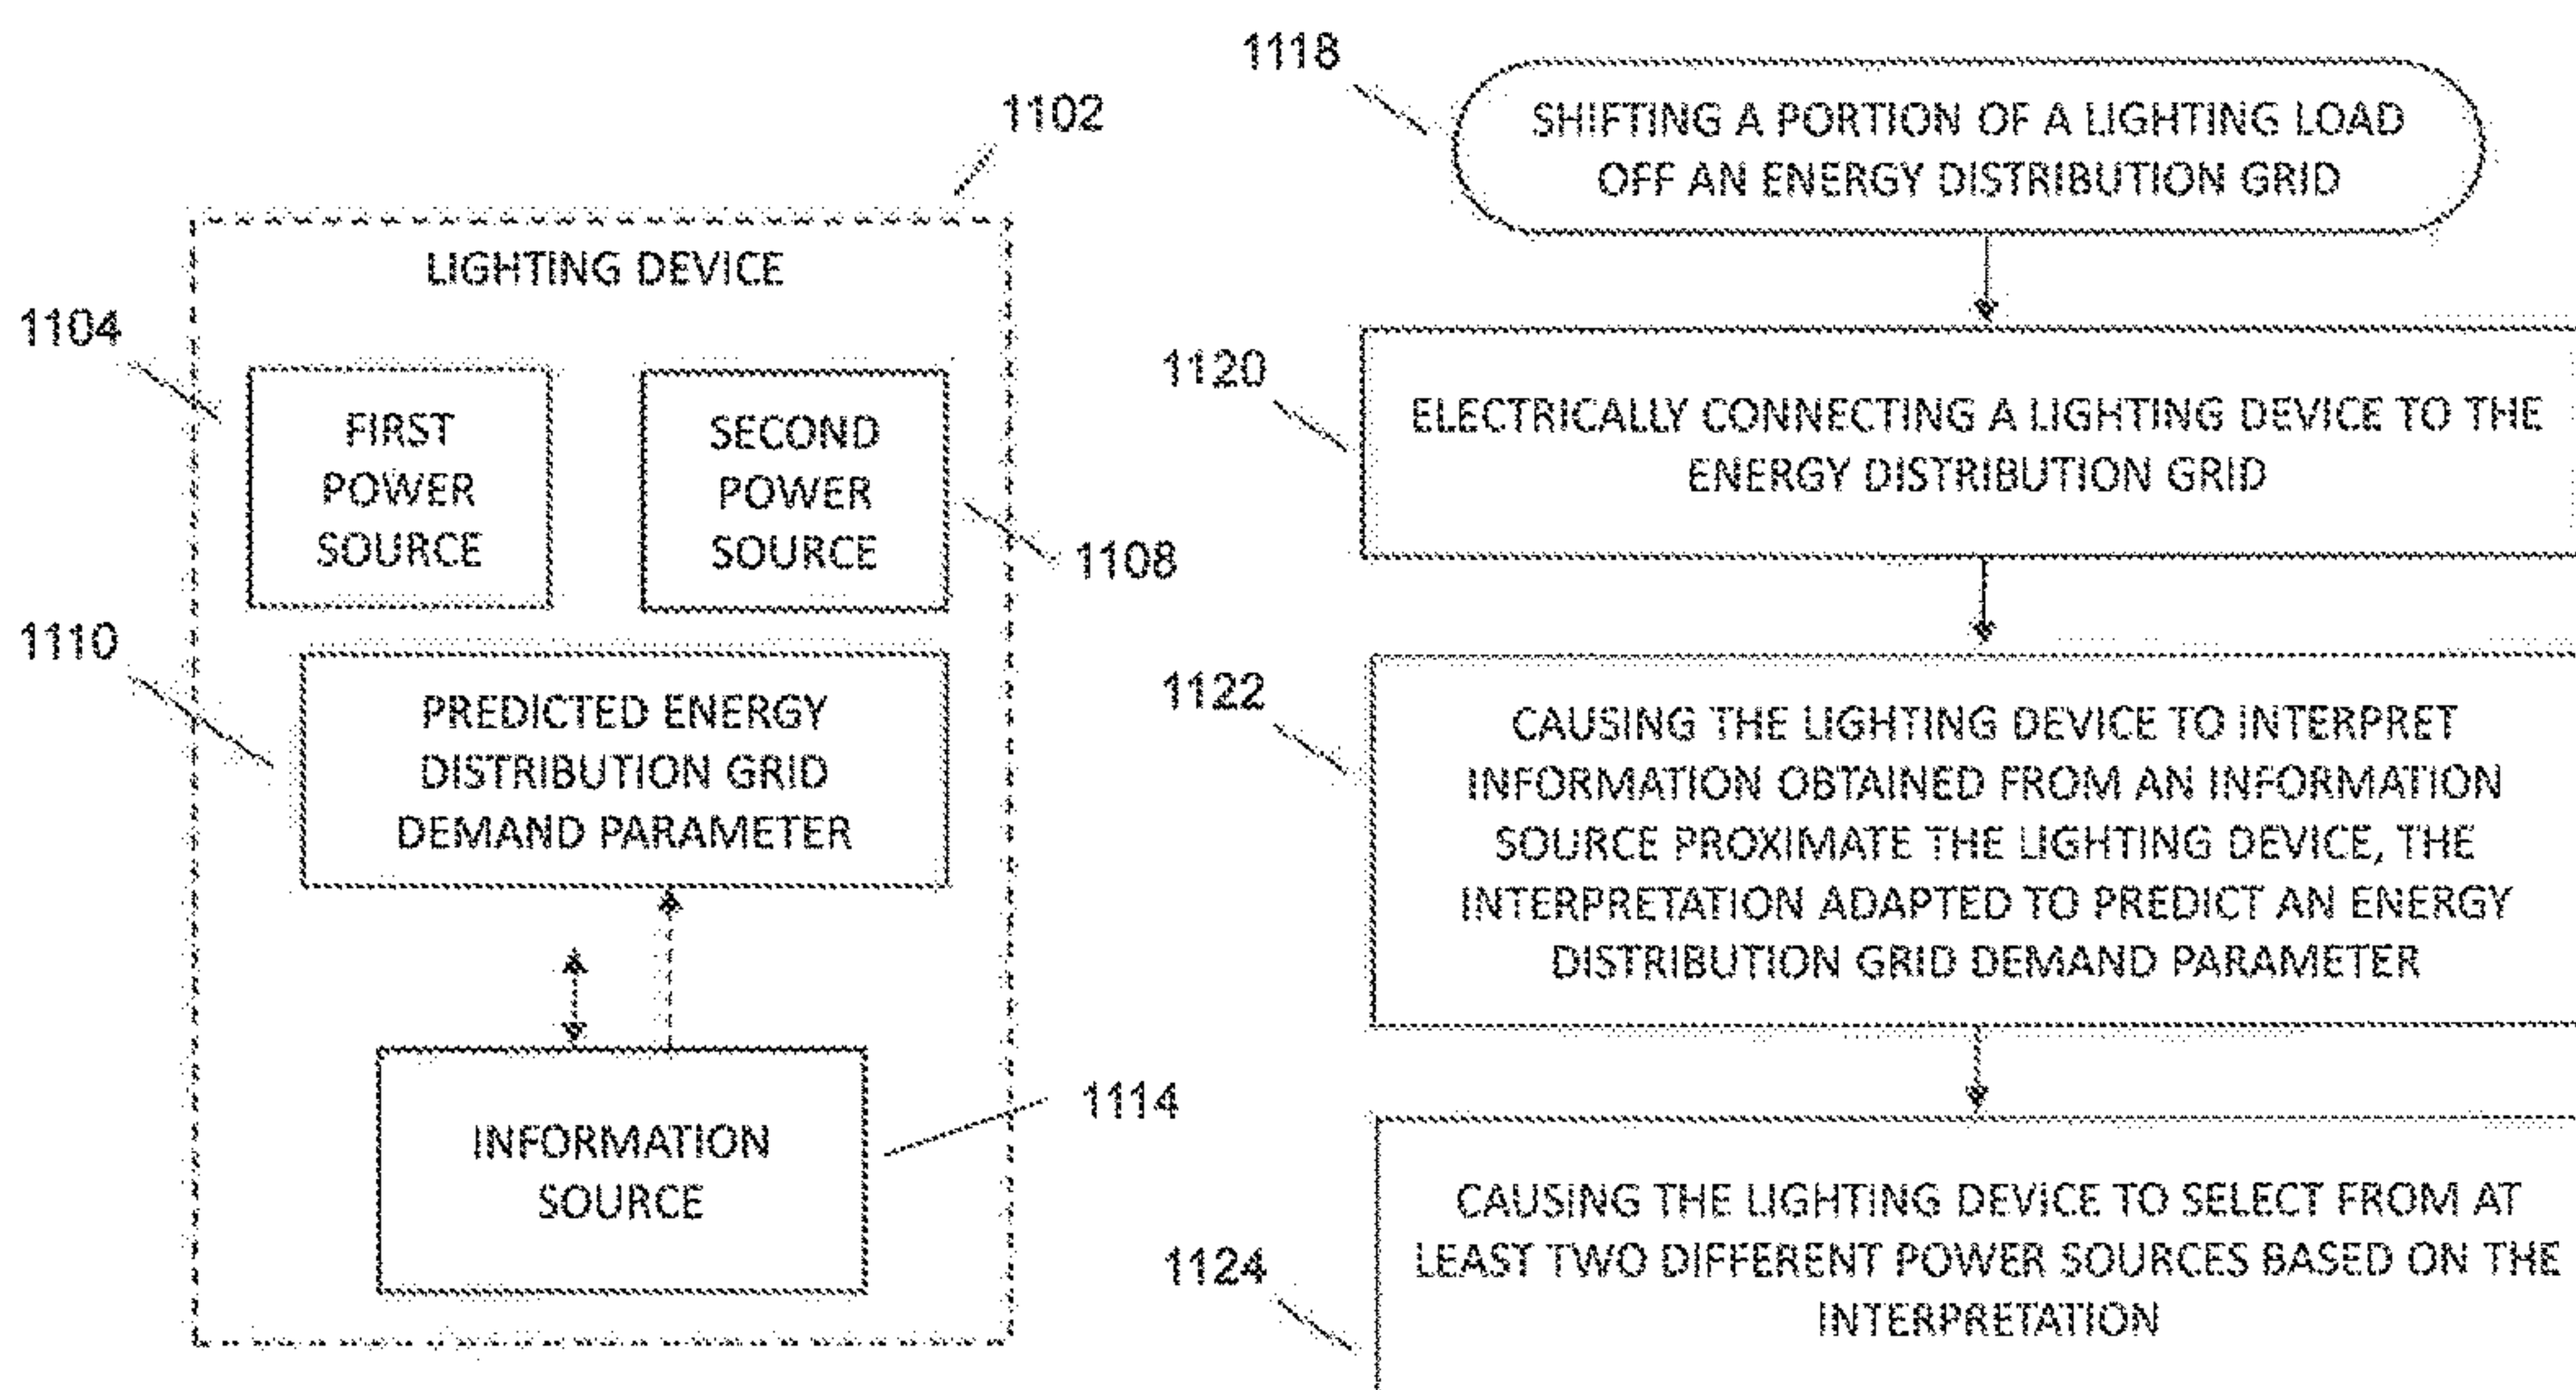 1102
LIGHTING DEVICE
1104
FIRST
POWER
SOURCE
SECOND
POWER
SOURCE
1108
1110
PREDICTED ENERGY
DISTRIBUTION GRID
DEMAND PARAMETER
INFORMATION
SOURCE
1114
1118
SHIFTING A PORTION OF A LIGHTING LOAD
OFF AN ENERGY DISTRIBUTION GRID
1120
ELECTRICALLY CONNECTING A LIGHTING DEVICE TO THE
ENERGY DISTRIBUTION GRID
1122
CAUSING THE LIGHTING DEVICE TO INTERPRET
INFORMATION OBTAINED FROM AN INFORMATION
SOURCE PROXIMATE THE LIGHTING DEVICE, THE
INTERPRETATION ADAPTED TO PREDICT AN ENERGY
DISTRIBUTION GRID DEMAND PARAMETER
1124
CAUSING THE LIGHTING DEVICE TO SELECT FROM AT
LEAST TWO DIFFERENT POWER SOURCES BASED ON THE
INTERPRETATION